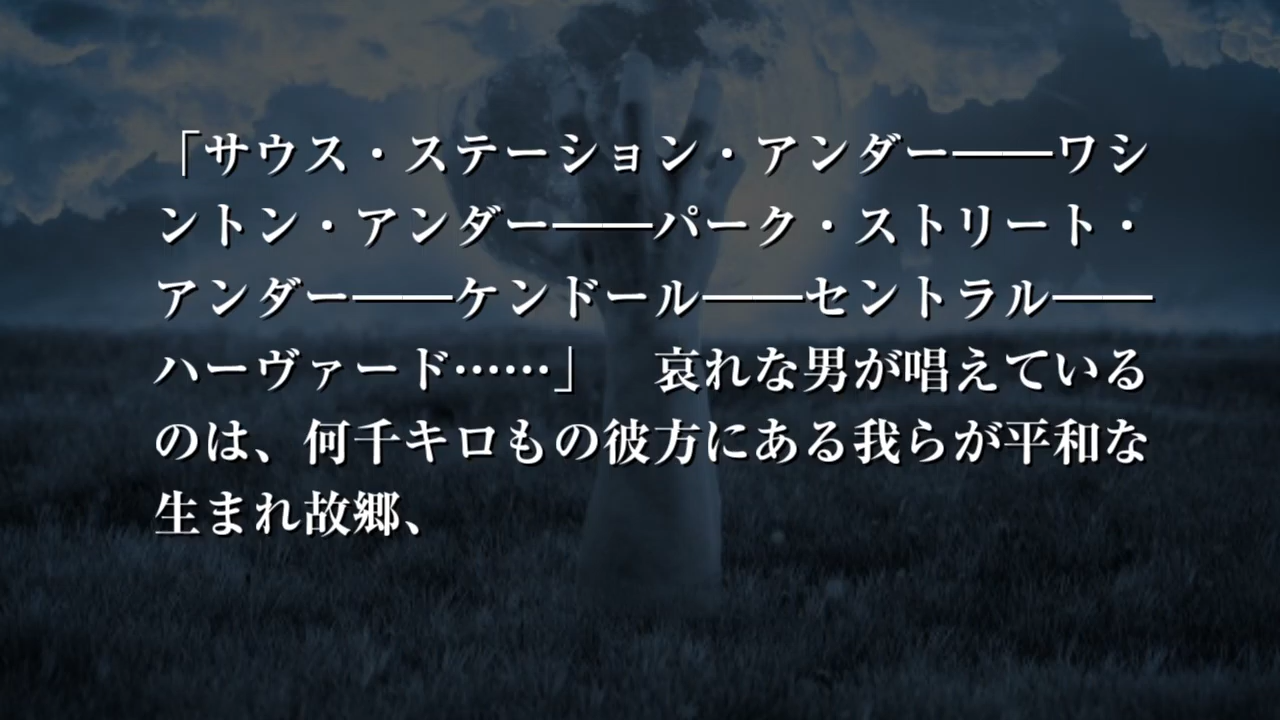 「サウス・ステーション・アンダー――ワシ
ントン・アンダー――パーク・ストリート・
アンダー――ケンドール――セントラル――
ハーヴァード……」　哀れな男が唱えている
のは、何千キロもの彼方にある我らが平和な
生まれ故郷、